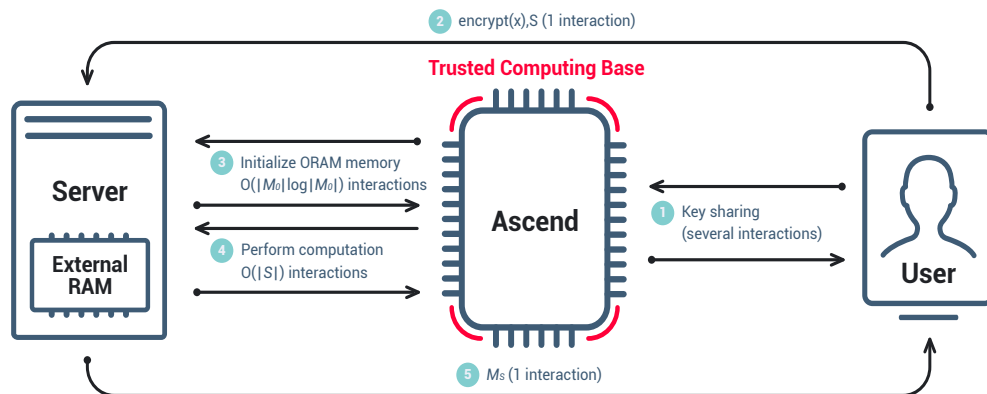 2 encrypt(x),S (1 interaction)
Trusted Computing Base
Server
External
RAM
3 Initialize ORAM memory
O(|M₀|log|M₀|) interactions
4 Perform computation
O(|S|) interactions
Ascend
1 Key sharing
(several interactions)
User
5 Mₛ (1 interaction)